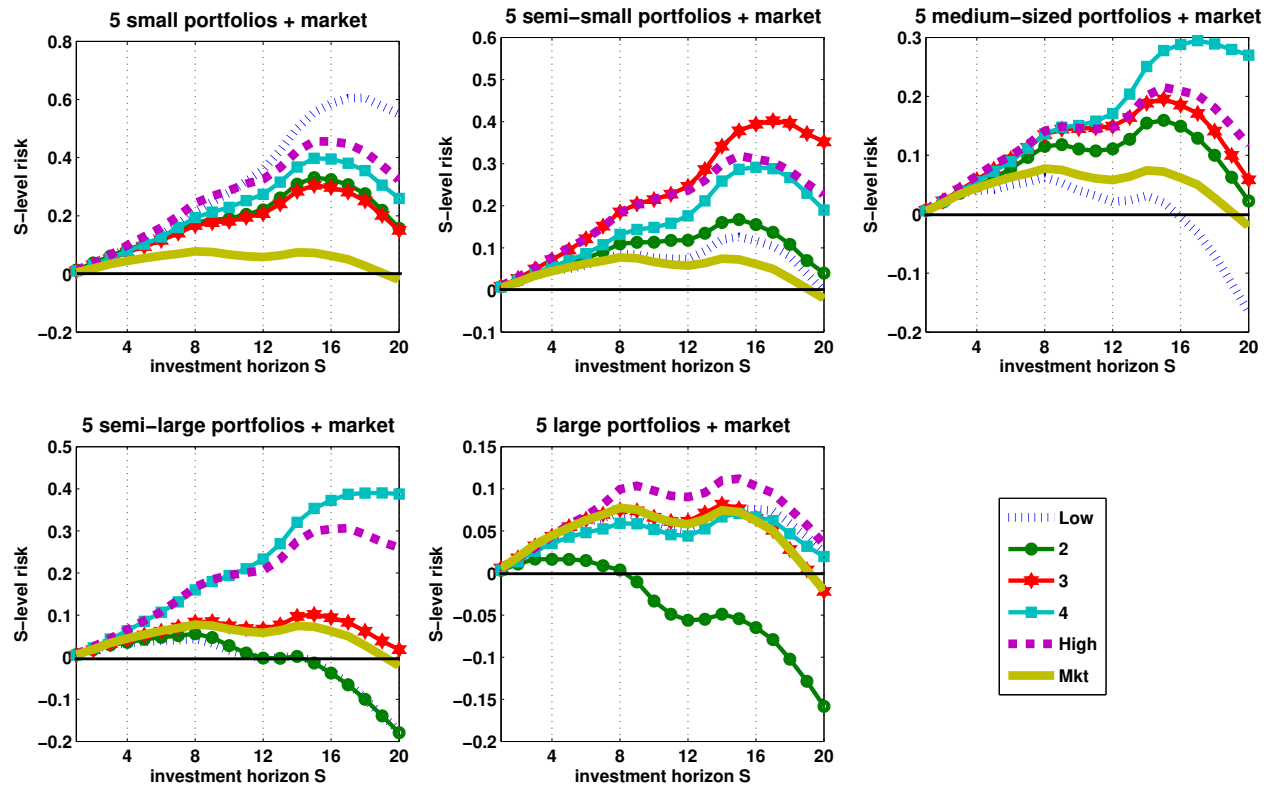 5 small portfolios + market
0.8
0.6
0.4
0.2
0
−0.2
4 8 12 16 20
S−level risk
investment horizon S
5 semi−small portfolios + market
0.6
0.5
0.4
0.3
0.2
0.1
0
−0.1
4 8 12 16 20
S−level risk
investment horizon S
5 medium−sized portfolios + market
0.3
0.2
0.1
0
−0.1
−0.2
4 8 12 16 20
S−level risk
investment horizon S
5 semi−large portfolios + market
0.5
0.4
0.3
0.2
0.1
0
−0.1
−0.2
4 8 12 16 20
S−level risk
investment horizon S
5 large portfolios + market
0.15
0.1
0.05
0
−0.05
−0.1
−0.15
−0.2
4 8 12 16 20
S−level risk
investment horizon S
Low
2
3
4
High
Mkt